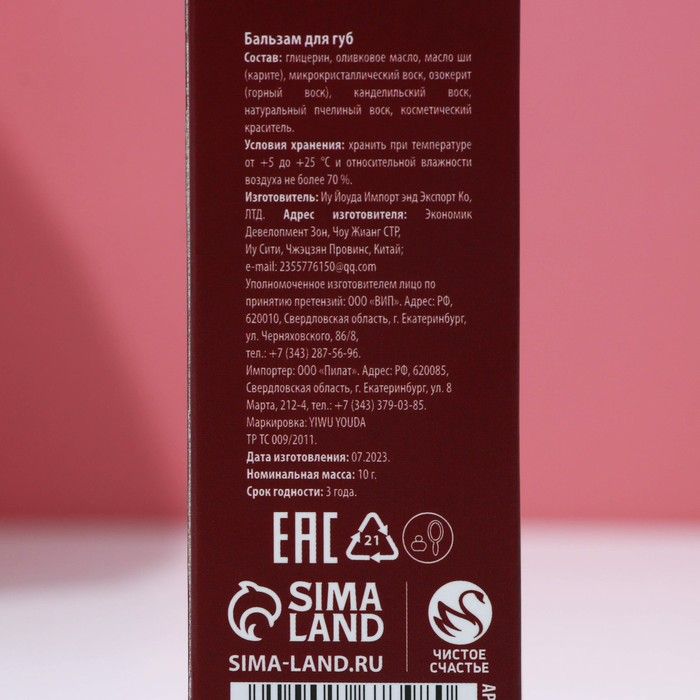 Бальзам для губ
Состав: глицерин, оливковое масло, масло ши
(карите), микрокристаллический воск, озокерит
(горный воск), канделильский воск,
натуральный пчелиный воск, косметический
краситель.
Условия хранения: хранить при температуре
от +5 до +25 °C и относительной влажности
воздуха не более 70 %.
Изготовитель: Иу Йоуда Импорт энд Экспорт Ко,
ЛТД. Адрес изготовителя: Экономик
Девелопмент Зон, Чоу Жианг СТР,
Иу Сити, Чжэцзян Провинс, Китай;
e-mail: 2355776150@qq.com
Уполномоченное изготовителем лицо по
принятию претензий: ООО «ВИП». Адрес: РФ,
620010, Свердловская область, г. Екатеринбург,
ул. Черняховского, 86/8,
тел.: +7 (343) 287-56-96.
Импортер: ООО «Пилат». Адрес: РФ, 620085,
Свердловская область, г. Екатеринбург, ул. 8
Марта, 212-4, тел.: +7 (343) 379-03-85.
Маркировка: YIWU YOUDA
ТР ТС 009/2011.
Дата изготовления: 07.2023.
Номинальная масса: 10 г.
Срок годности: 3 года.
EAC 21
SIMA
LAND
SIMA-LAND.RU
ЧИСТОЕ
СЧАСТЬЕ
АР